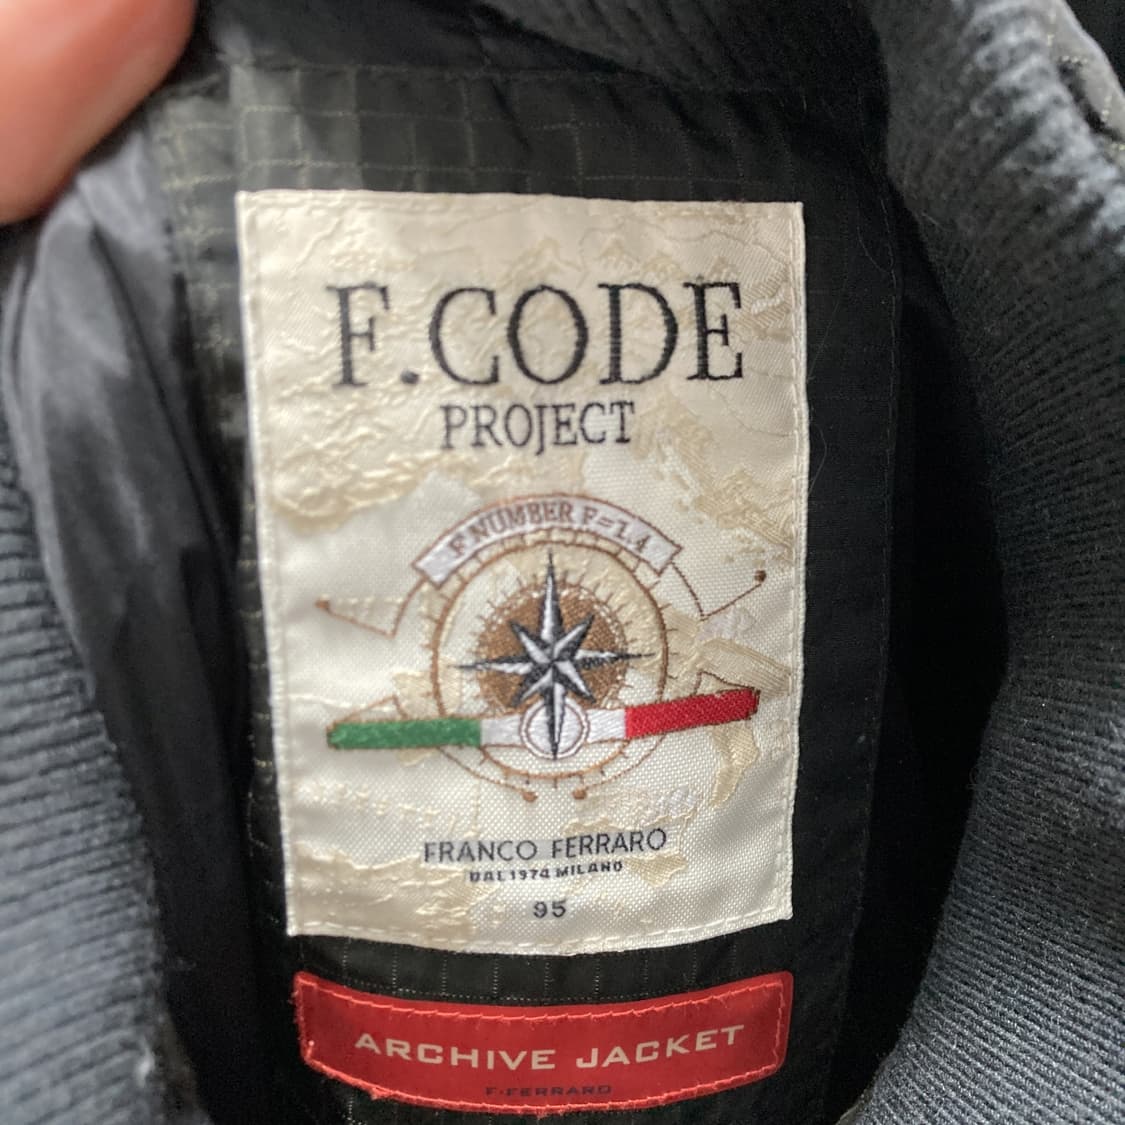 F.CODE
PROJECT
F NUMBER F=1.4
FRANCO FERRARO
DAL 1974 MILANO
95
ARCHIVE JACKET
F·FERRARO